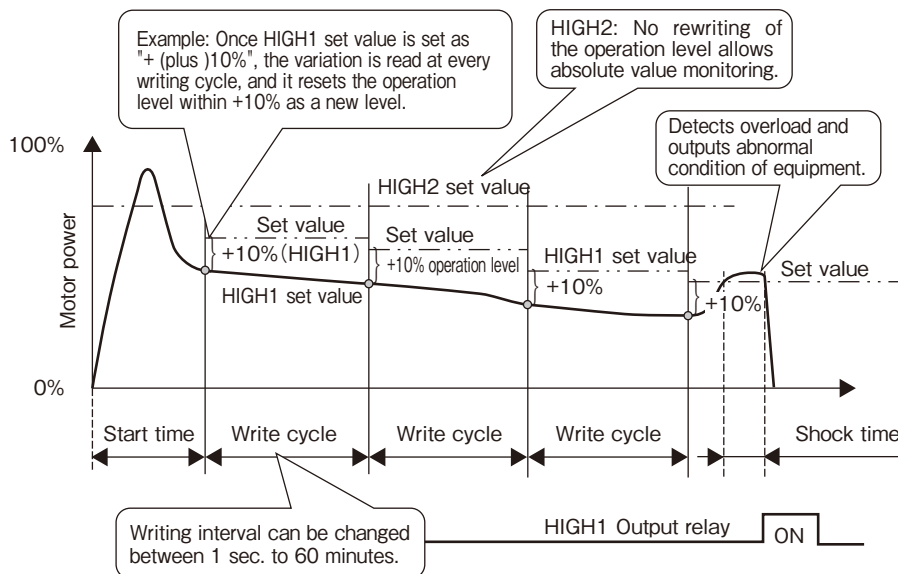 Example: Once HIGH1 set value is set as
"+ (plus )10%", the variation is read at every
writing cycle, and it resets the operation
level within +10% as a new level.
HIGH2: No rewriting of
the operation level allows
absolute value monitoring.
Detects overload and
outputs abnormal
condition of equipment.
100%
HIGH2 set value
Set value
+10% (HIGH1)
Set value
+10% operation level
HIGH1 set value
+10%
Set value
+10%
HIGH1 set value
Motor power
0%
Start time
Write cycle
Write cycle
Write cycle
Shock time
Writing interval can be changed
between 1 sec. to 60 minutes.
HIGH1 Output relay
ON